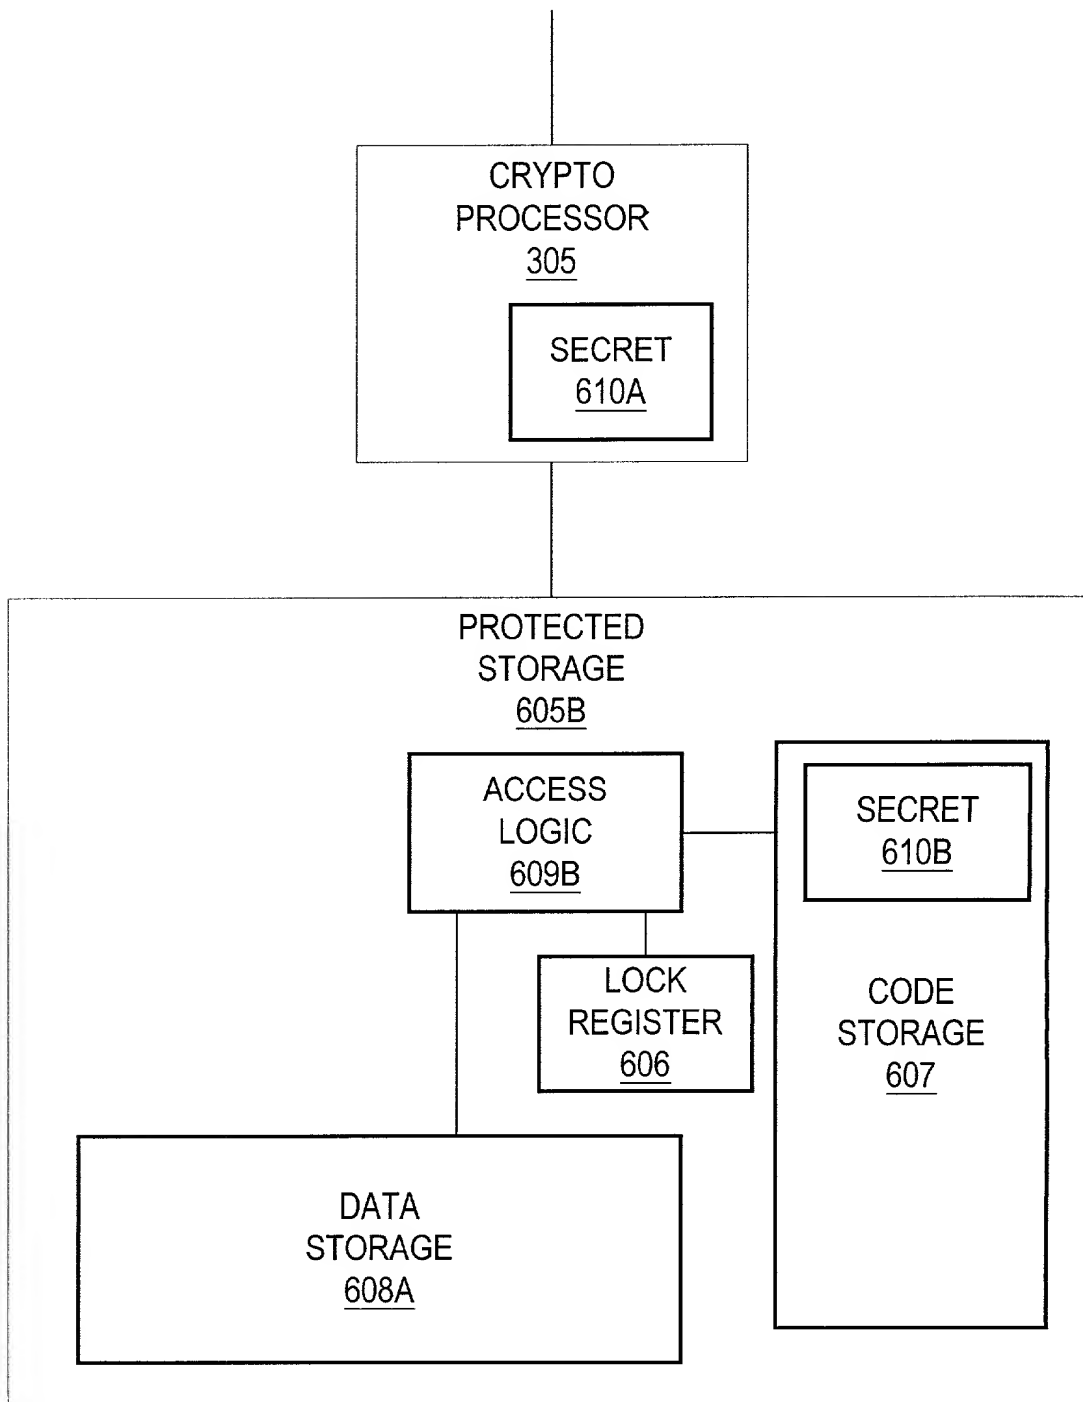 CRYPTO
PROCESSOR
305
SECRET
610A
PROTECTED
STORAGE
605B
ACCESS
LOGIC
609B
SECRET
610B
LOCK
REGISTER
606
CODE
STORAGE
607
DATA
STORAGE
608A